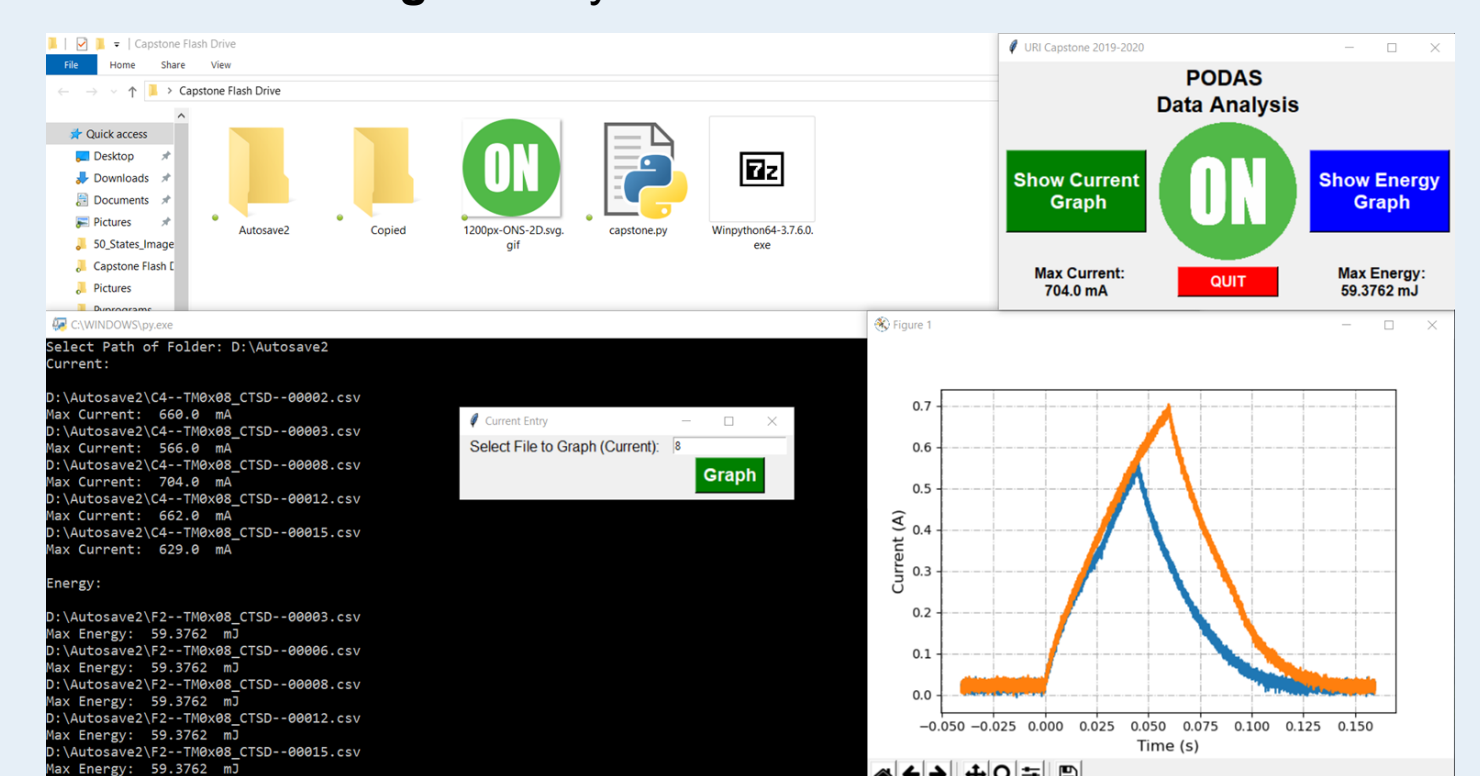 Capstone Flash Drive
File Home Share View
Capstone Flash Drive
Quick access
Desktop
Downloads
Documents
Pictures
50_States_Image
Capstone Flash D
Pictures
Pyprograms
ON
Autosave2
Copied
1200px-ONS-2D.svg.
gif
capstone.py
7z
Winpython64-3.7.6.0.
exe
URI Capstone 2019-2020
PODAS
Data Analysis
Show Current
Graph
ON
Show Energy
Graph
Max Current:
704.0 mA
QUIT
Max Energy:
59.3762 mJ
C:\WINDOWS\py.exe
Select Path of Folder: D:\Autosave2
Current:
D:\Autosave2\C4--TM0x08_CTSD--00002.csv
Max Current:  660.0  mA
D:\Autosave2\C4--TM0x08_CTSD--00003.csv
Max Current:  566.0  mA
D:\Autosave2\C4--TM0x08_CTSD--00008.csv
Max Current:  704.0  mA
D:\Autosave2\C4--TM0x08_CTSD--00012.csv
Max Current:  662.0  mA
D:\Autosave2\C4--TM0x08_CTSD--00015.csv
Max Current:  629.0  mA
Energy:
D:\Autosave2\F2--TM0x08_CTSD--00003.csv
Max Energy:  59.3762  mJ
D:\Autosave2\F2--TM0x08_CTSD--00006.csv
Max Energy:  59.3762  mJ
D:\Autosave2\F2--TM0x08_CTSD--00008.csv
Max Energy:  59.3762  mJ
D:\Autosave2\F2--TM0x08_CTSD--00012.csv
Max Energy:  59.3762  mJ
D:\Autosave2\F2--TM0x08_CTSD--00015.csv
Max Energy:  59.3762  mJ
Current Entry
Select File to Graph (Current): 8
Graph
Figure 1
0.7
0.6
0.5
0.4
0.3
0.2
0.1
0.0
Current (A)
−0.050 −0.025 0.000 0.025 0.050 0.075 0.100 0.125 0.150
Time (s)